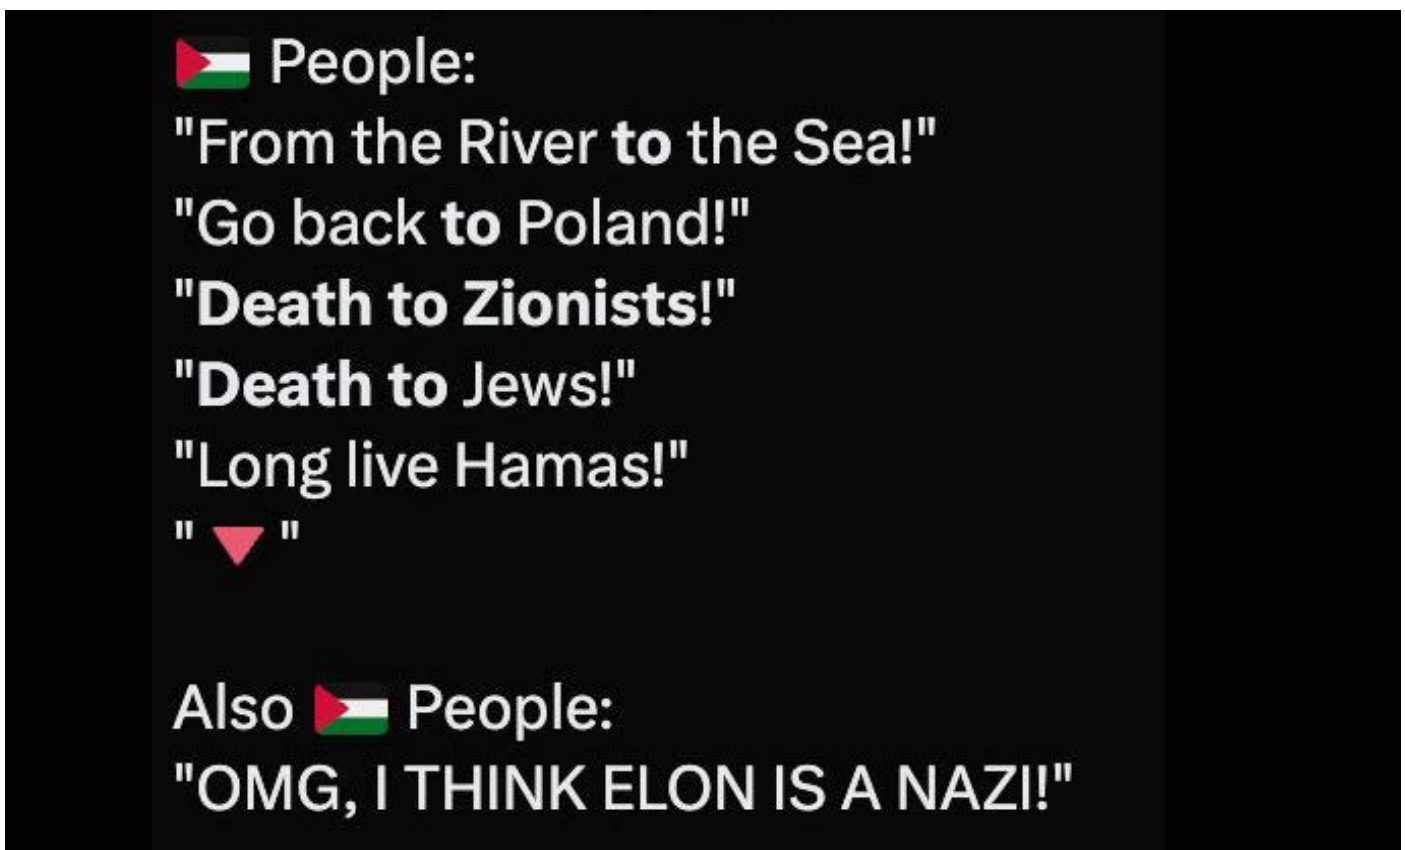 🇵🇸 People:
"From the River to the Sea!"
"Go back to Poland!"
"Death to Zionists!"
"Death to Jews!"
"Long live Hamas!"
"🔻"
Also 🇵🇸 People:
"OMG, I THINK ELON IS A NAZI!"